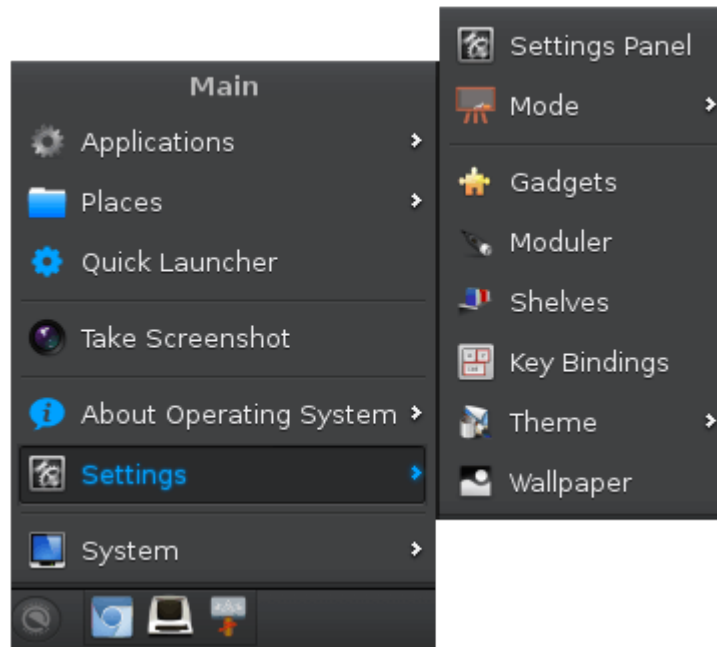 Main
Applications
Places
Quick Launcher
Take Screenshot
About Operating System
Settings
System
Settings Panel
Mode
Gadgets
Moduler
Shelves
Key Bindings
Theme
Wallpaper